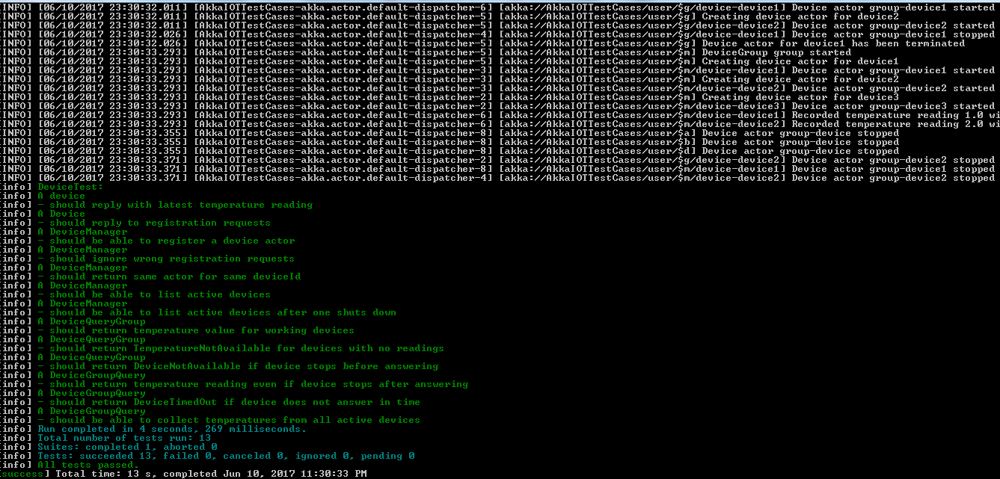 [INFO] [06/10/2017 23:30:32.011] [AkkaIOTTestCases-akka.actor.default-dispatcher-6] [akka://AkkaIOTTestCases/user/$g/device-device1] Device actor group-device1 started
[INFO] [06/10/2017 23:30:32.011] [AkkaIOTTestCases-akka.actor.default-dispatcher-5] [akka://AkkaIOTTestCases/user/$g] Creating device actor for device2
[INFO] [06/10/2017 23:30:32.011] [AkkaIOTTestCases-akka.actor.default-dispatcher-5] [akka://AkkaIOTTestCases/user/$g/device-device2] Device actor group-device2 started
[INFO] [06/10/2017 23:30:32.026] [AkkaIOTTestCases-akka.actor.default-dispatcher-4] [akka://AkkaIOTTestCases/user/$g/device-device1] Device actor group-device1 stopped
[INFO] [06/10/2017 23:30:32.026] [AkkaIOTTestCases-akka.actor.default-dispatcher-5] [akka://AkkaIOTTestCases/user/$g] Device actor for device1 has been terminated
[INFO] [06/10/2017 23:30:33.293] [AkkaIOTTestCases-akka.actor.default-dispatcher-5] [akka://AkkaIOTTestCases/user/$m] DeviceGroup group started
[INFO] [06/10/2017 23:30:33.293] [AkkaIOTTestCases-akka.actor.default-dispatcher-5] [akka://AkkaIOTTestCases/user/$m] Creating device actor for device1
[INFO] [06/10/2017 23:30:33.293] [AkkaIOTTestCases-akka.actor.default-dispatcher-3] [akka://AkkaIOTTestCases/user/$m/device-device1] Device actor group-device1 started
[INFO] [06/10/2017 23:30:33.293] [AkkaIOTTestCases-akka.actor.default-dispatcher-3] [akka://AkkaIOTTestCases/user/$m] Creating device actor for device2
[INFO] [06/10/2017 23:30:33.293] [AkkaIOTTestCases-akka.actor.default-dispatcher-3] [akka://AkkaIOTTestCases/user/$m/device-device2] Device actor group-device2 started
[INFO] [06/10/2017 23:30:33.293] [AkkaIOTTestCases-akka.actor.default-dispatcher-2] [akka://AkkaIOTTestCases/user/$m] Creating device actor for device3
[INFO] [06/10/2017 23:30:33.293] [AkkaIOTTestCases-akka.actor.default-dispatcher-2] [akka://AkkaIOTTestCases/user/$m/device-device3] Device actor group-device3 started
[INFO] [06/10/2017 23:30:33.293] [AkkaIOTTestCases-akka.actor.default-dispatcher-6] [akka://AkkaIOTTestCases/user/$m/device-device1] Recorded temperature reading 1.0 wi
[INFO] [06/10/2017 23:30:33.293] [AkkaIOTTestCases-akka.actor.default-dispatcher-6] [akka://AkkaIOTTestCases/user/$m/device-device2] Recorded temperature reading 2.0 wi
[INFO] [06/10/2017 23:30:33.355] [AkkaIOTTestCases-akka.actor.default-dispatcher-8] [akka://AkkaIOTTestCases/user/$a] Device actor group-device stopped
[INFO] [06/10/2017 23:30:33.355] [AkkaIOTTestCases-akka.actor.default-dispatcher-8] [akka://AkkaIOTTestCases/user/$b] Device actor group-device stopped
[INFO] [06/10/2017 23:30:33.355] [AkkaIOTTestCases-akka.actor.default-dispatcher-8] [akka://AkkaIOTTestCases/user/$d] Device actor group-device stopped
[INFO] [06/10/2017 23:30:33.371] [AkkaIOTTestCases-akka.actor.default-dispatcher-2] [akka://AkkaIOTTestCases/user/$g/device-device2] Device actor group-device2 stopped
[INFO] [06/10/2017 23:30:33.371] [AkkaIOTTestCases-akka.actor.default-dispatcher-8] [akka://AkkaIOTTestCases/user/$m/device-device1] Device actor group-device1 stopped
[INFO] [06/10/2017 23:30:33.371] [AkkaIOTTestCases-akka.actor.default-dispatcher-4] [akka://AkkaIOTTestCases/user/$m/device-device2] Device actor group-device2 stopped
[info] DeviceTest:
[info] A device
[info] - should reply with latest temperature reading
[info] A Device
[info] - should reply to registration requests
[info] A DeviceManager
[info] - should be able to register a device actor
[info] A DeviceManager
[info] - should ignore wrong registration requests
[info] A DeviceManager
[info] - should return same actor for same deviceId
[info] A DeviceManager
[info] - should be able to list active devices
[info] A DeviceManager
[info] - should be able to list active devices after one shuts down
[info] A DeviceQueryGroup
[info] - should return temperature value for working devices
[info] A DeviceQueryGroup
[info] - should return TemperatureNotAvailable for devices with no readings
[info] A DeviceQueryGroup
[info] - should return DeviceNotAvailable if device stops before answering
[info] A DeviceGroupQuery
[info] - should return temperature reading even if device stops after answering
[info] A DeviceGroupQuery
[info] - should return DeviceTimedOut if device does not answer in time
[info] A DeviceGroupQuery
[info] - should be able to collect temperatures from all active devices
[info] Run completed in 4 seconds, 269 milliseconds.
[info] Total number of tests run: 13
[info] Suites: completed 1, aborted 0
[info] Tests: succeeded 13, failed 0, canceled 0, ignored 0, pending 0
[info] All tests passed.
[success] Total time: 13 s, completed Jun 10, 2017 11:30:33 PM